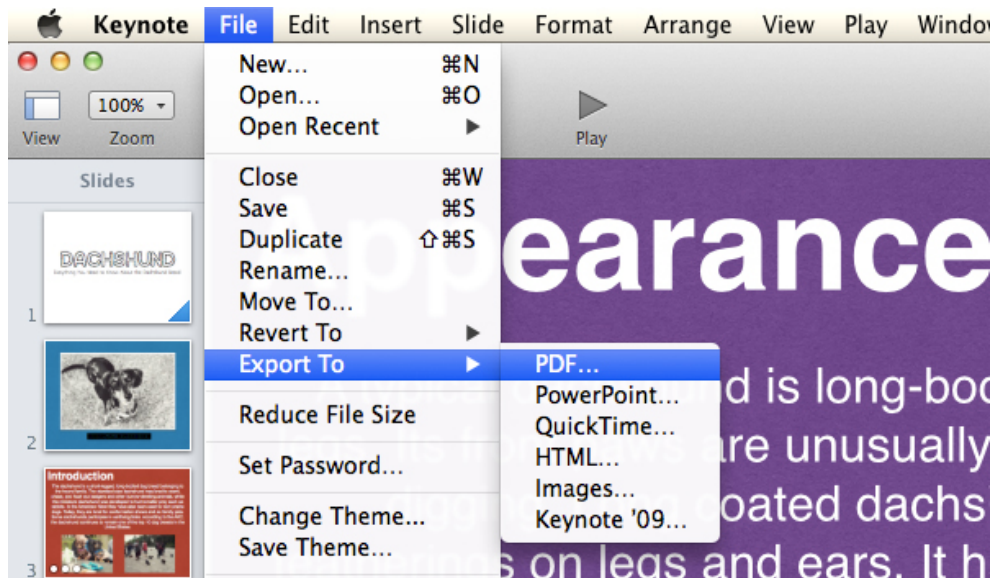 Keynote File Edit Insert Slide Format Arrange View Play Window
100%
View Zoom Play
New... ⌘N
Open... ⌘O
Open Recent
Close ⌘W
Save ⌘S
Duplicate ⇧⌘S
Rename...
Move To...
Revert To
Export To
Reduce File Size
Set Password...
Change Theme...
Save Theme...
PDF...
PowerPoint...
QuickTime...
HTML...
Images...
Keynote '09...
Slides
DACHSHUND
1
2
Introduction
3
Appearance
is long-bo
are unusually
coated dachs
on legs and ears. It h